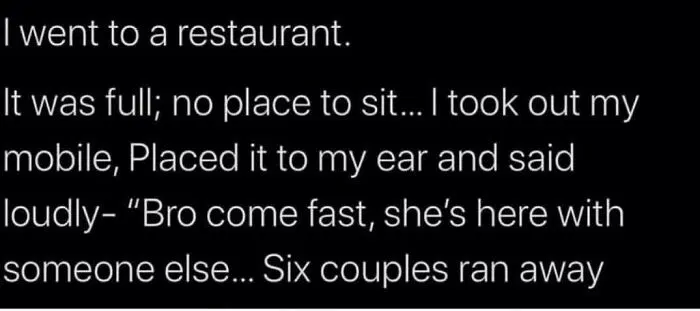 I went to a restaurant.
It was full; no place to sit... I took out my
mobile, Placed it to my ear and said
loudly- "Bro come fast, she's here with
someone else... Six couples ran away